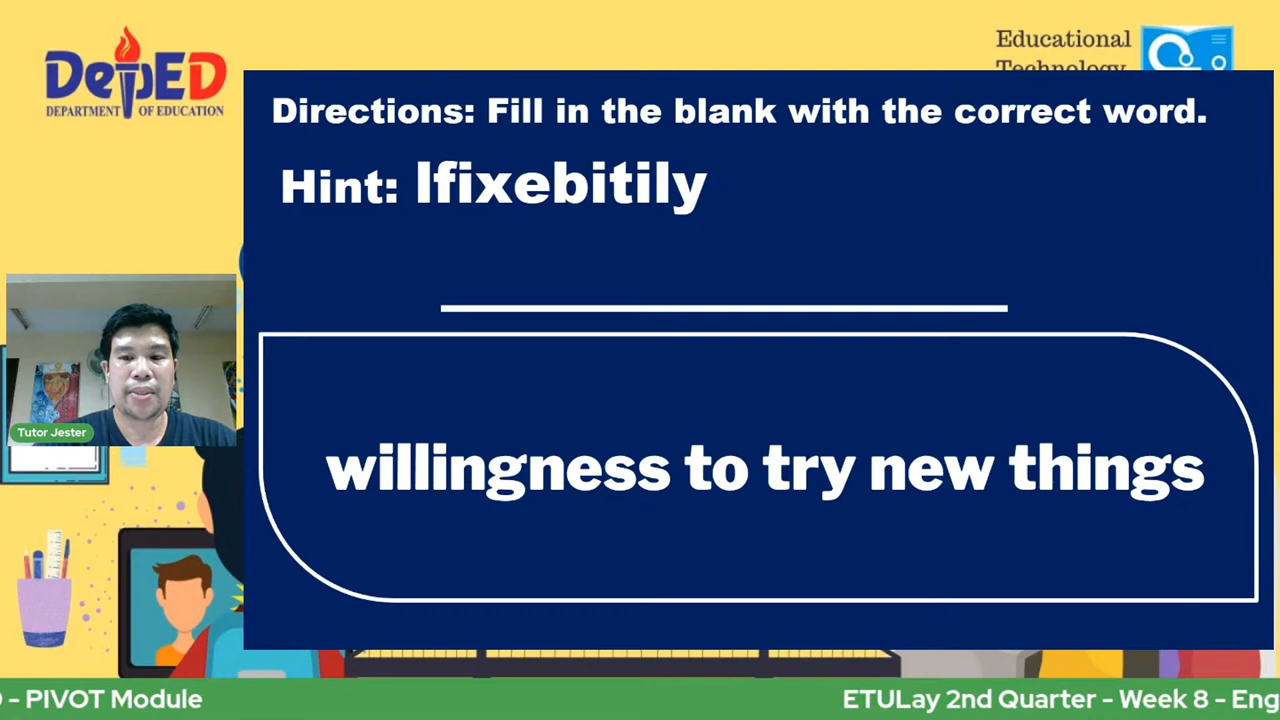 DepED
DEPARTMENT OF EDUCATION
Educational
Technology
Directions: Fill in the blank with the correct word.
Hint: lfixebitily
willingness to try new things
Tutor Jester
– PIVOT Module
ETULay 2nd Quarter – Week 8 – Eng